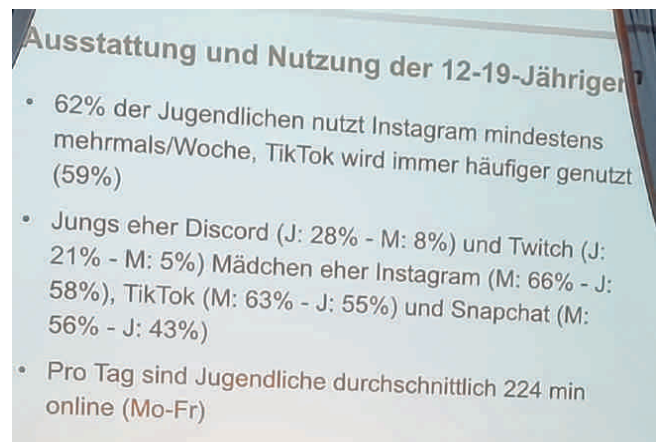 Ausstattung und Nutzung der 12-19-Jährigen
• 62% der Jugendlichen nutzt Instagram mindestens
mehrmals/Woche, TikTok wird immer häufiger genutzt
(59%)
• Jungs eher Discord (J: 28% - M: 8%) und Twitch (J:
21% - M: 5%) Mädchen eher Instagram (M: 66% - J:
58%), TikTok (M: 63% - J: 55%) und Snapchat (M:
56% - J: 43%)
• Pro Tag sind Jugendliche durchschnittlich 224 min
online (Mo-Fr)